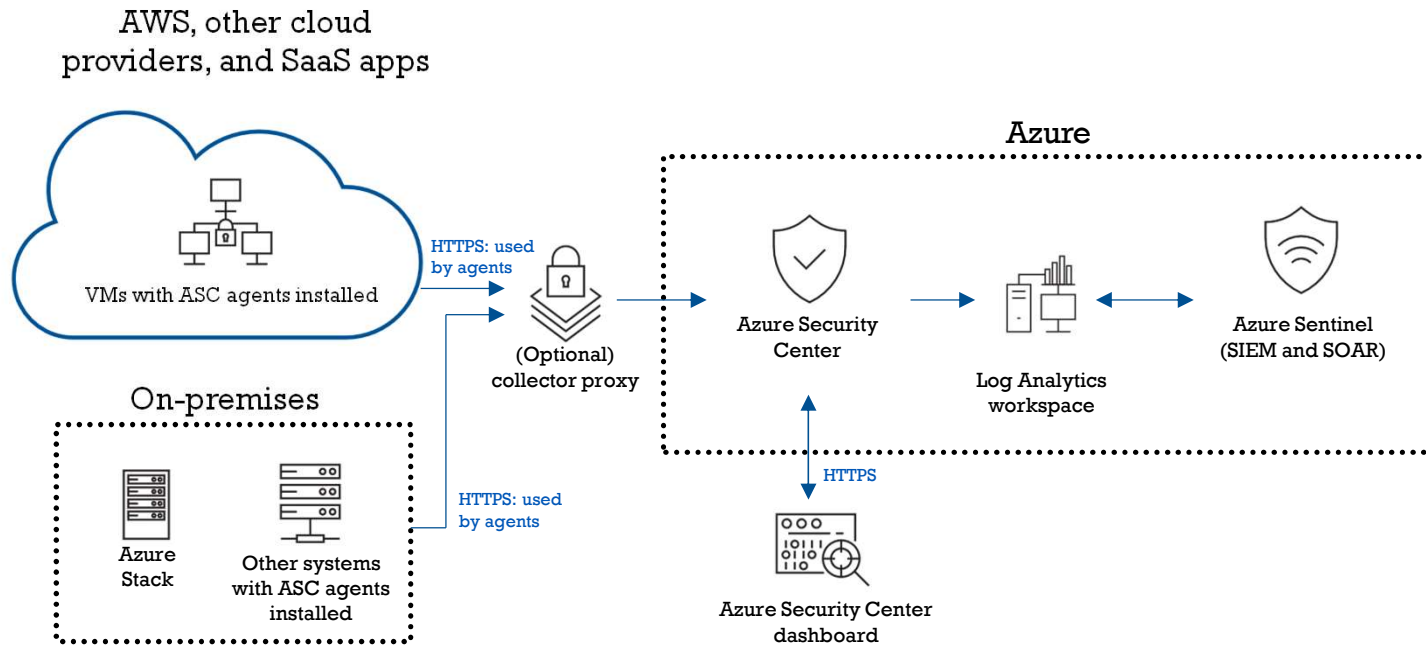 AWS, other cloud
providers, and SaaS apps
VMs with ASC agents installed
HTTPS: used
by agents
(Optional)
collector proxy
On-premises
Azure
Stack
Other systems
with ASC agents
installed
HTTPS: used
by agents
Azure
Azure Security
Center
Log Analytics
workspace
Azure Sentinel
(SIEM and SOAR)
HTTPS
Azure Security Center
dashboard